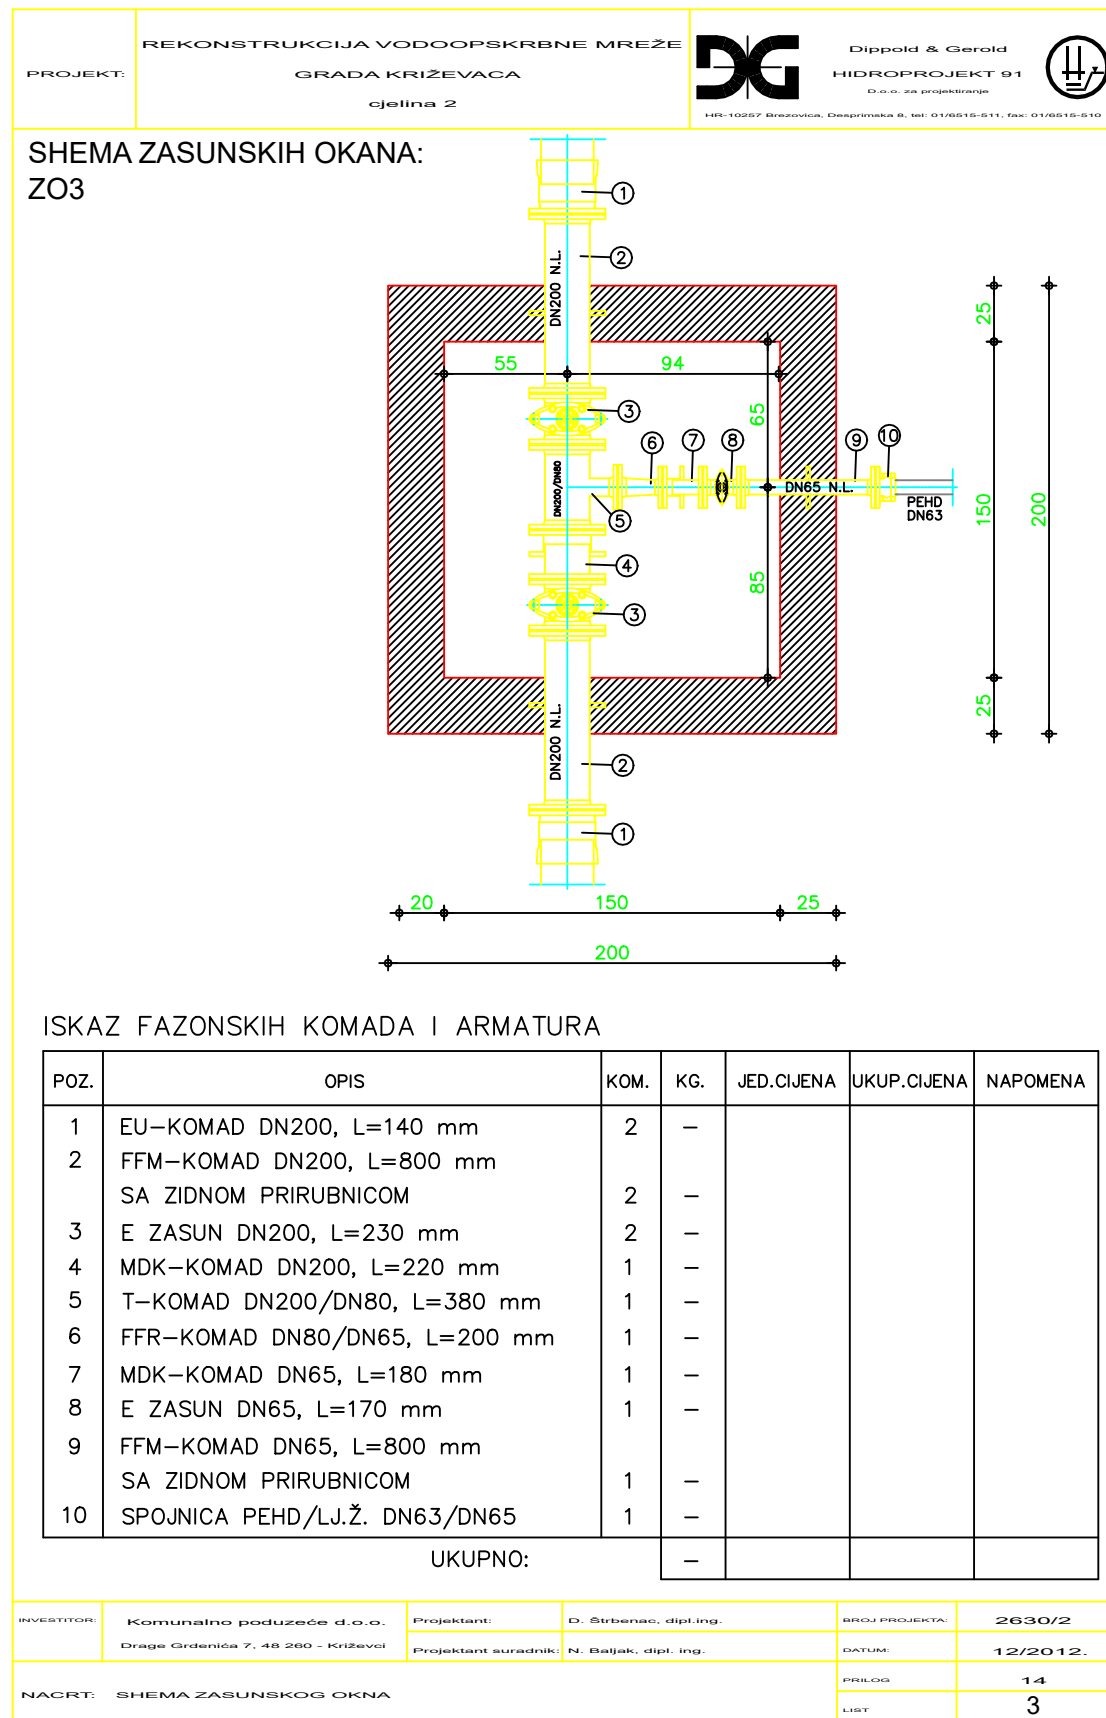 PROJEKT:
REKONSTRUKCIJA VODOOPSKRBNE MREŽE
GRADA KRIŽEVACA
cjelina 2
DG
Dippold & Gerold
HIDROPROJEKT 91
D.o.o. za projektiranje
HR-10257 Brezovica, Desprimska 8, tel: 01/6515-511, fax: 01/6515-510
SHEMA ZASUNSKIH OKANA:
ZO3
1
2
DN200 N.L.
25
55
94
3
65
6
7
8
9
10
DN200/DN80
DN65 N.L.
PEHD
DN63
5
150
200
4
85
3
25
DN200 N.L.
2
1
20
150
25
200
ISKAZ FAZONSKIH KOMADA I ARMATURA
POZ. OPIS KOM. KG. JED.CIJENA UKUP.CIJENA NAPOMENA
1 EU-KOMAD DN200, L=140 mm 2 –
2 FFM-KOMAD DN200, L=800 mm
SA ZIDNOM PRIRUBNICOM 2 –
3 E ZASUN DN200, L=230 mm 2 –
4 MDK-KOMAD DN200, L=220 mm 1 –
5 T-KOMAD DN200/DN80, L=380 mm 1 –
6 FFR-KOMAD DN80/DN65, L=200 mm 1 –
7 MDK-KOMAD DN65, L=180 mm 1 –
8 E ZASUN DN65, L=170 mm 1 –
9 FFM-KOMAD DN65, L=800 mm
SA ZIDNOM PRIRUBNICOM 1 –
10 SPOJNICA PEHD/LJ.Ž. DN63/DN65 1 –
UKUPNO: –
INVESTITOR: Komunalno poduzeće d.o.o.
Drage Grdenića 7, 48 260 - Križevci
Projektant: D. Štrbenac, dipl.ing.
Projektant suradnik: N. Baljak, dipl. ing.
BROJ PROJEKTA: 2630/2
DATUM: 12/2012.
NACRT: SHEMA ZASUNSKOG OKNA
PRILOG 14
LIST 3